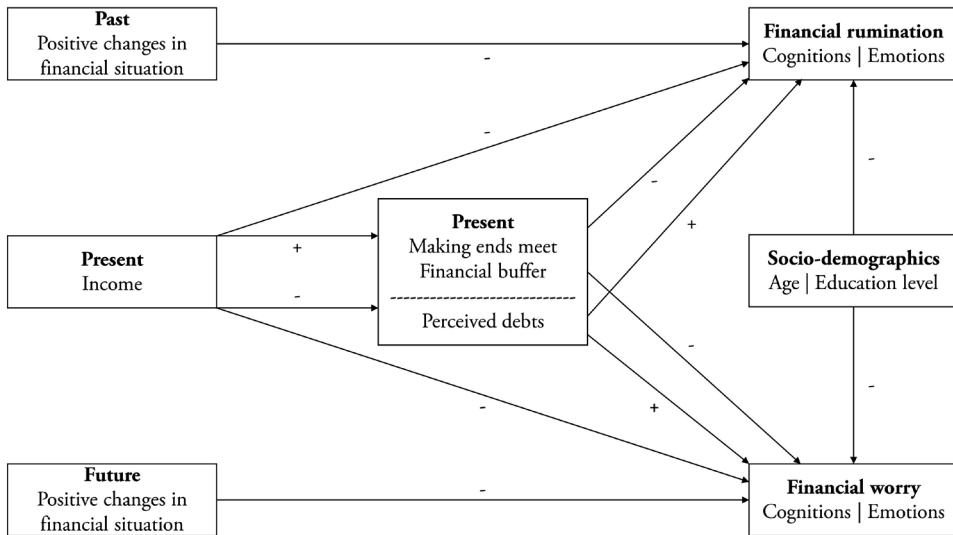 Past
Positive changes in
financial situation
-
Financial rumination
Cognitions | Emotions
-
-
-
+
Present
Income
+
-
Present
Making ends meet
Financial buffer
Perceived debts
Socio-demographics
Age | Education level
-
-
+
-
-
Future
Positive changes in
financial situation
-
Financial worry
Cognitions | Emotions